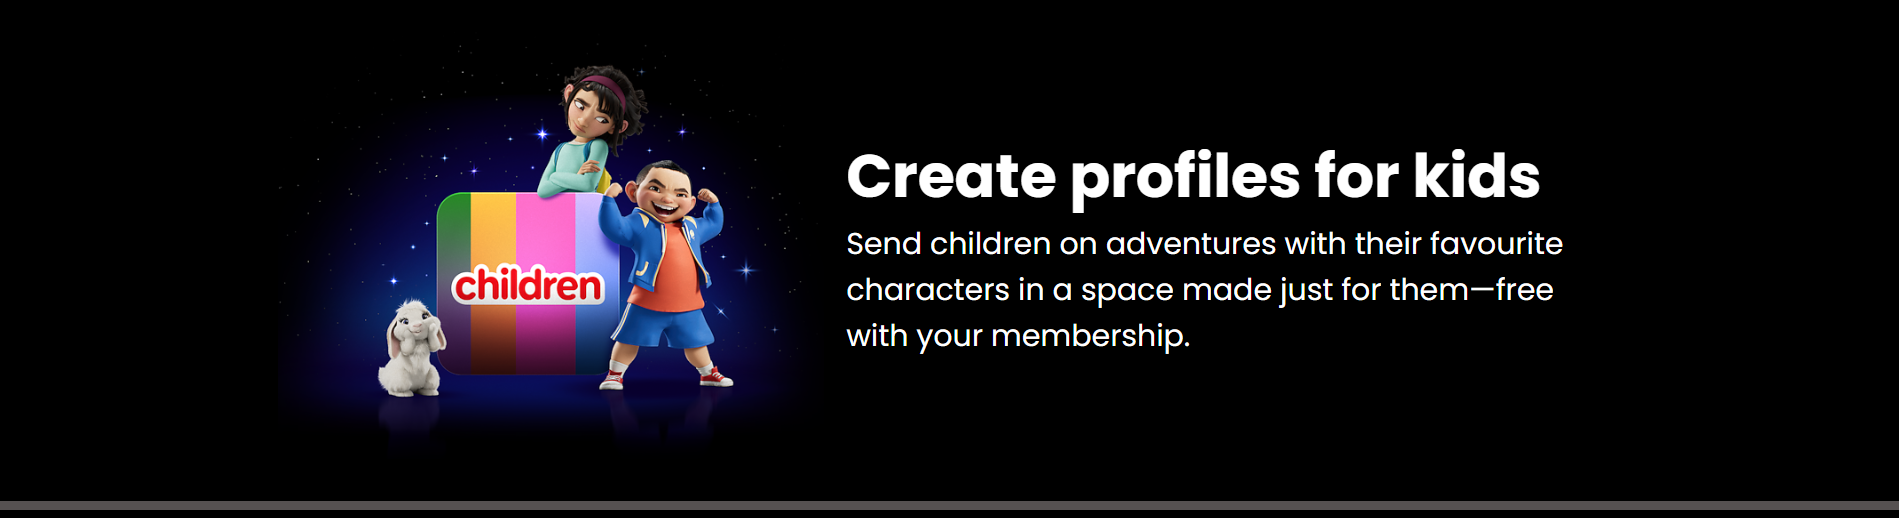 children
Create profiles for kids
Send children on adventures with their favourite
characters in a space made just for them—free
with your membership.